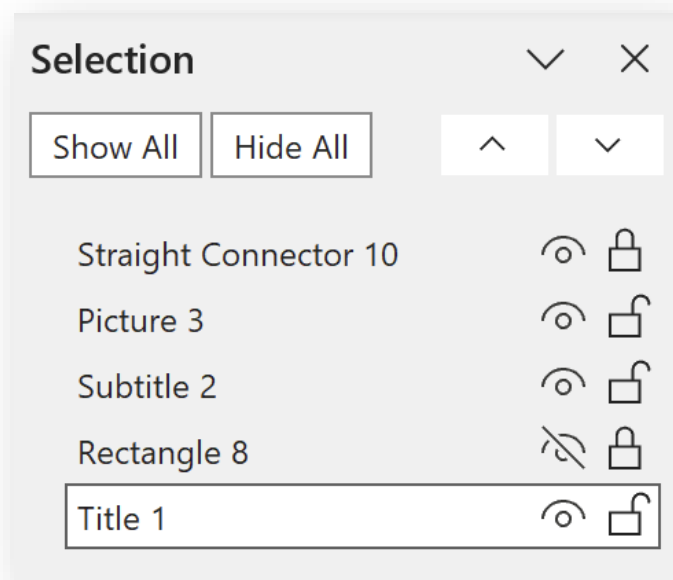 Selection
Show All Hide All
Straight Connector 10
Picture 3
Subtitle 2
Rectangle 8
Title 1